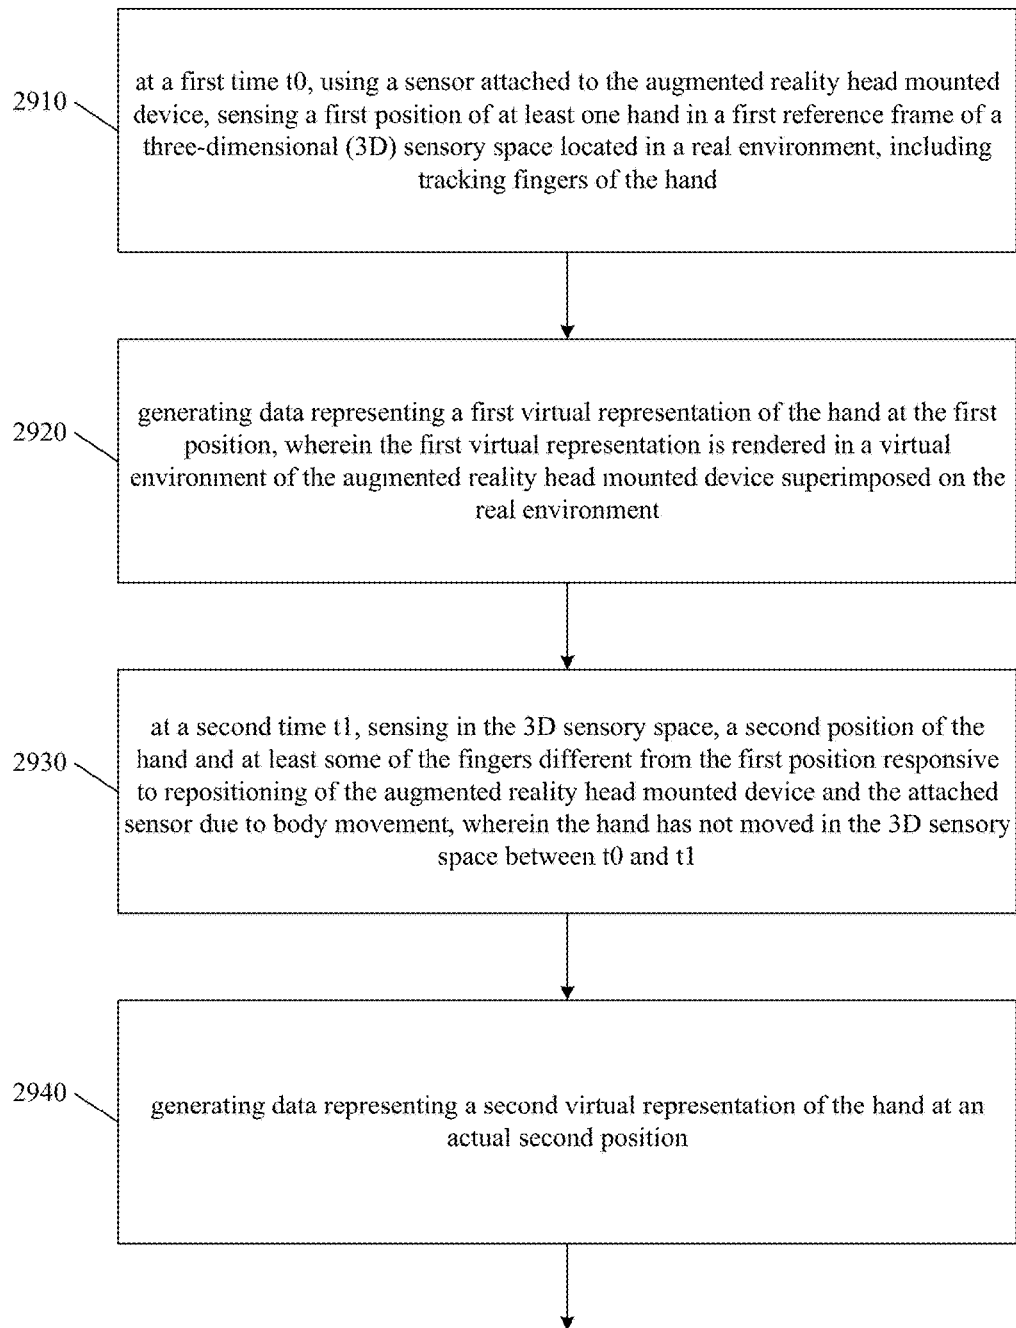 2910
at a first time t0, using a sensor attached to the augmented reality head mounted
device, sensing a first position of at least one hand in a first reference frame of a
three-dimensional (3D) sensory space located in a real environment, including
tracking fingers of the hand
2920
generating data representing a first virtual representation of the hand at the first
position, wherein the first virtual representation is rendered in a virtual
environment of the augmented reality head mounted device superimposed on the
real environment
2930
at a second time t1, sensing in the 3D sensory space, a second position of the
hand and at least some of the fingers different from the first position responsive
to repositioning of the augmented reality head mounted device and the attached
sensor due to body movement, wherein the hand has not moved in the 3D sensory
space between t0 and t1
2940
generating data representing a second virtual representation of the hand at an
actual second position